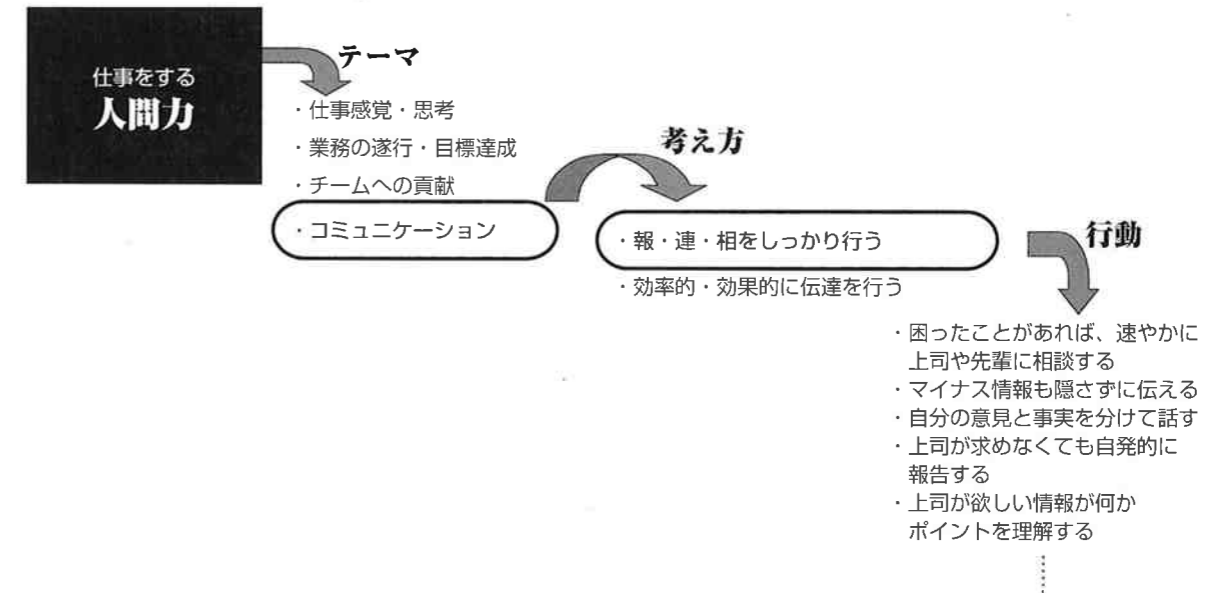 仕事をする
人間力
テーマ
・仕事感覚・思考
・業務の遂行・目標達成
・チームへの貢献
・コミュニケーション
考え方
・報・連・相をしっかり行う
・効率的・効果的に伝達を行う
行動
・困ったことがあれば、速やかに
上司や先輩に相談する
・マイナス情報も隠さずに伝える
・自分の意見と事実を分けて話す
・上司が求めなくても自発的に
報告する
・上司が欲しい情報が何か
ポイントを理解する